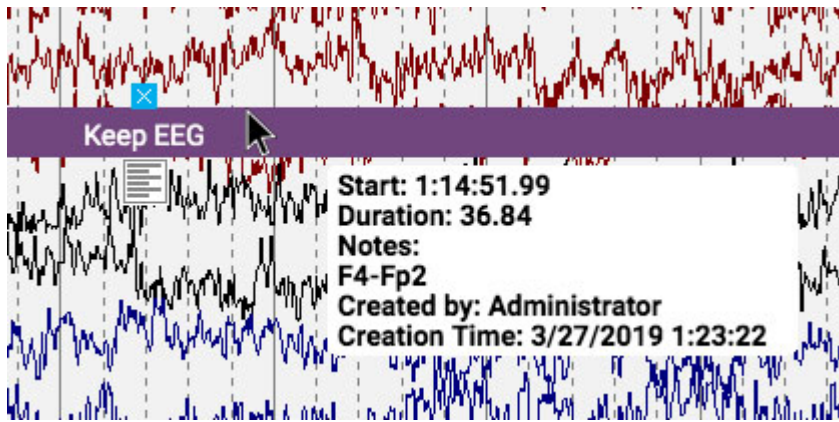 Keep EEG
Start: 1:14:51.99
Duration: 36.84
Notes:
F4-Fp2
Created by: Administrator
Creation Time: 3/27/2019 1:23:22